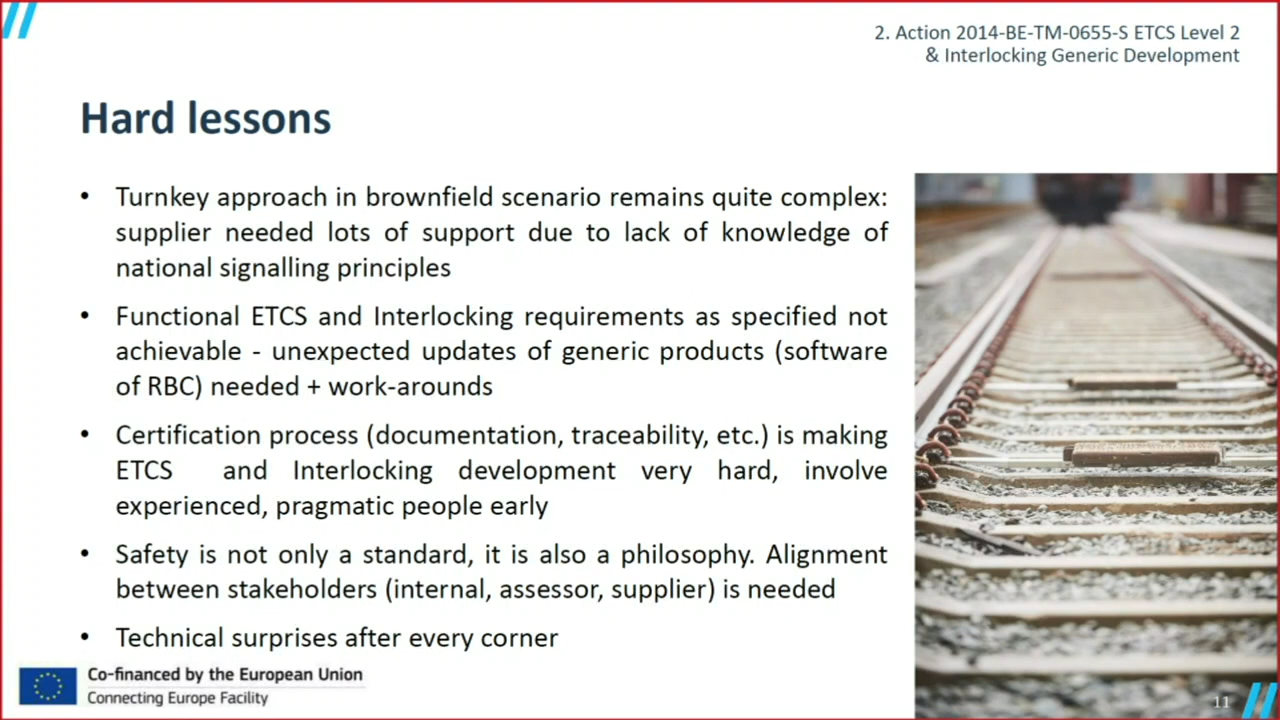 2. Action 2014-BE-TM-0655-S ETCS Level 2
& Interlocking Generic Development
Hard lessons
• Turnkey approach in brownfield scenario remains quite complex:
supplier needed lots of support due to lack of knowledge of
national signalling principles
• Functional ETCS and Interlocking requirements as specified not
achievable - unexpected updates of generic products (software
of RBC) needed + work-arounds
• Certification process (documentation, traceability, etc.) is making
ETCS and Interlocking development very hard, involve
experienced, pragmatic people early
• Safety is not only a standard, it is also a philosophy. Alignment
between stakeholders (internal, assessor, supplier) is needed
• Technical surprises after every corner
Co-financed by the European Union
Connecting Europe Facility
11